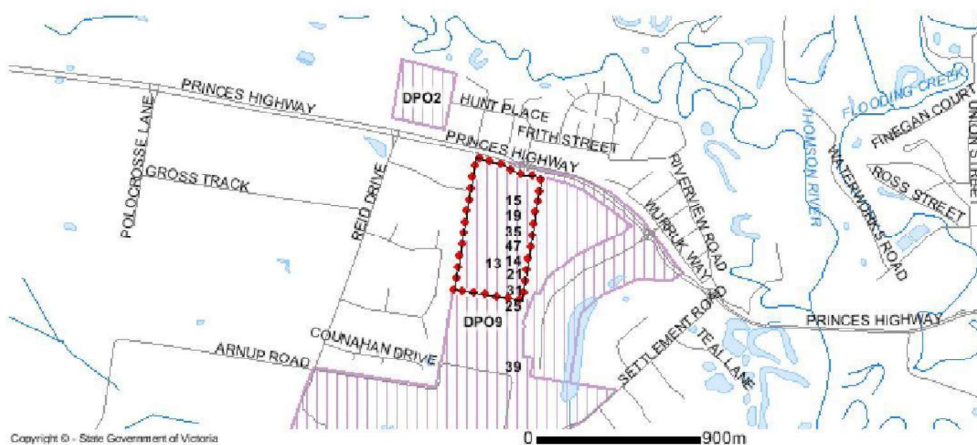 PRINCES HIGHWAY
DPO2
HUNT PLACE
FRITH STREET
PRINCES HIGHWAY
POLOCROSSE LANE
GROSS TRACK
REID DRIVE
RIVERVIEW ROAD
WURRUK WAY
THOMSON RIVER
FLOODING CREEK
FINEGAN COURT
ROSS STREET
WATERWORKS ROAD
15
19
35
47
13
14
21
31
25
DPO9
COUNAHAN DRIVE
ARNUP ROAD
39
SETTLEMENT ROAD
TEAL LANE
PRINCES HIGHWAY
Copyright © - State Government of Victoria
0
900m